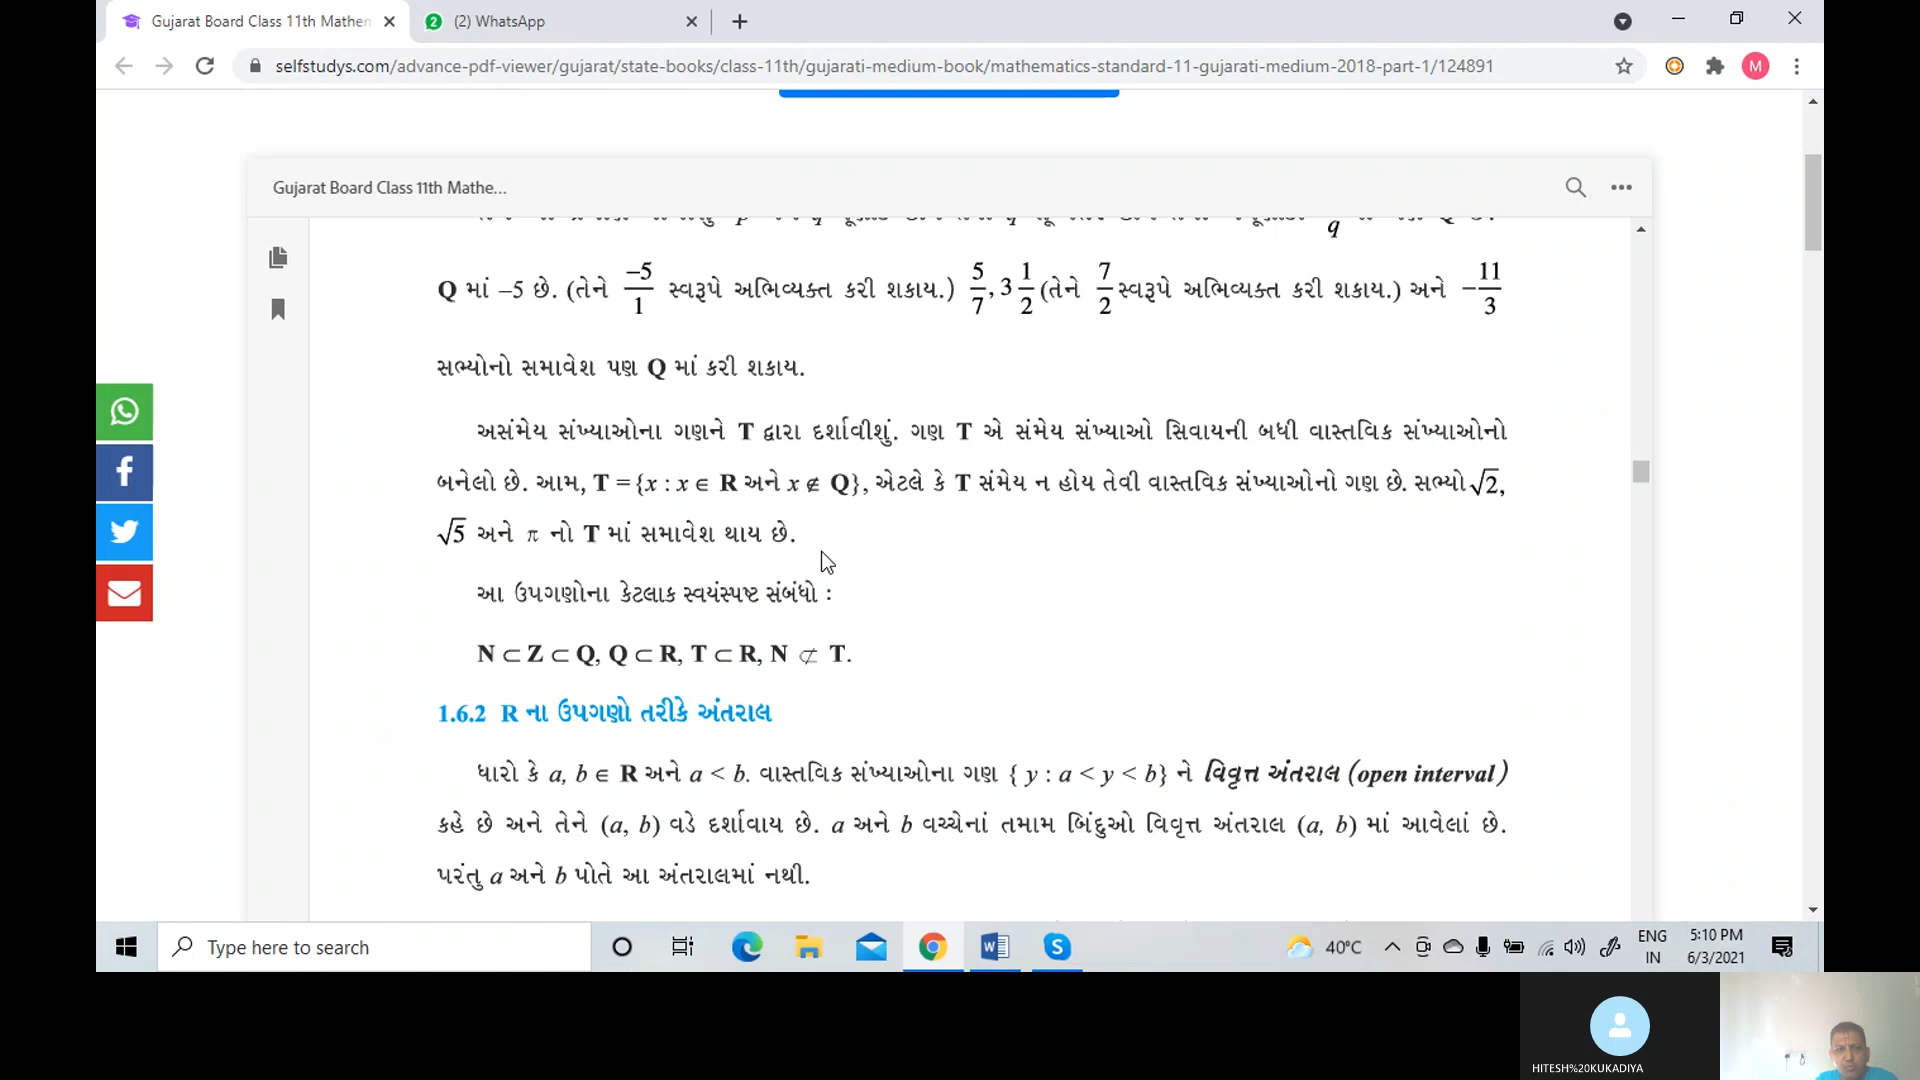 Gujarat Board Class 11th Mathem
(2) WhatsApp
selfstudys.com/advance-pdf-viewer/gujarat/state-books/class-11th/gujarati-medium-book/mathematics-standard-11-gujarati-medium-2018-part-1/124891
M
Gujarat Board Class 11th Mathe...
Q માં –5 છે. (તેને –5/1 સ્વરૂપે અભિવ્યક્ત કરી શકાય.) 5/7, 3 1/2 (તેને 7/2 સ્વરૂપે અભિવ્યક્ત કરી શકાય.) અને –11/3
સભ્યોનો સમાવેશ પણ Q માં કરી શકાય.
અસંમેય સંખ્યાઓના ગણને T દ્વારા દર્શાવીશું. ગણ T એ સંમેય સંખ્યાઓ સિવાયની બધી વાસ્તવિક સંખ્યાઓનો
બનેલો છે. આમ, T = {x : x ∈ R અને x ∉ Q}, એટલે કે T સંમેય ન હોય તેવી વાસ્તવિક સંખ્યાઓનો ગણ છે. સભ્યો √2,
√5 અને π નો T માં સમાવેશ થાય છે.
આ ઉપગણોના કેટલાક સ્વયંસ્પષ્ટ સંબંધો :
N ⊂ Z ⊂ Q, Q ⊂ R, T ⊂ R, N ⊄ T.
1.6.2 R ના ઉપગણો તરીકે અંતરાલ
ધારો કે a, b ∈ R અને a < b. વાસ્તવિક સંખ્યાઓના ગણ { y : a < y < b} ને વિવૃત્ત અંતરાલ (open interval)
કહે છે અને તેને (a, b) વડે દર્શાવાય છે. a અને b વચ્ચેનાં તમામ બિંદુઓ વિવૃત્ત અંતરાલ (a, b) માં આવેલાં છે.
પરંતુ a અને b પોતે આ અંતરાલમાં નથી.
Type here to search
40°C
ENG
IN
5:10 PM
6/3/2021
HITESH%20KUKADIYA